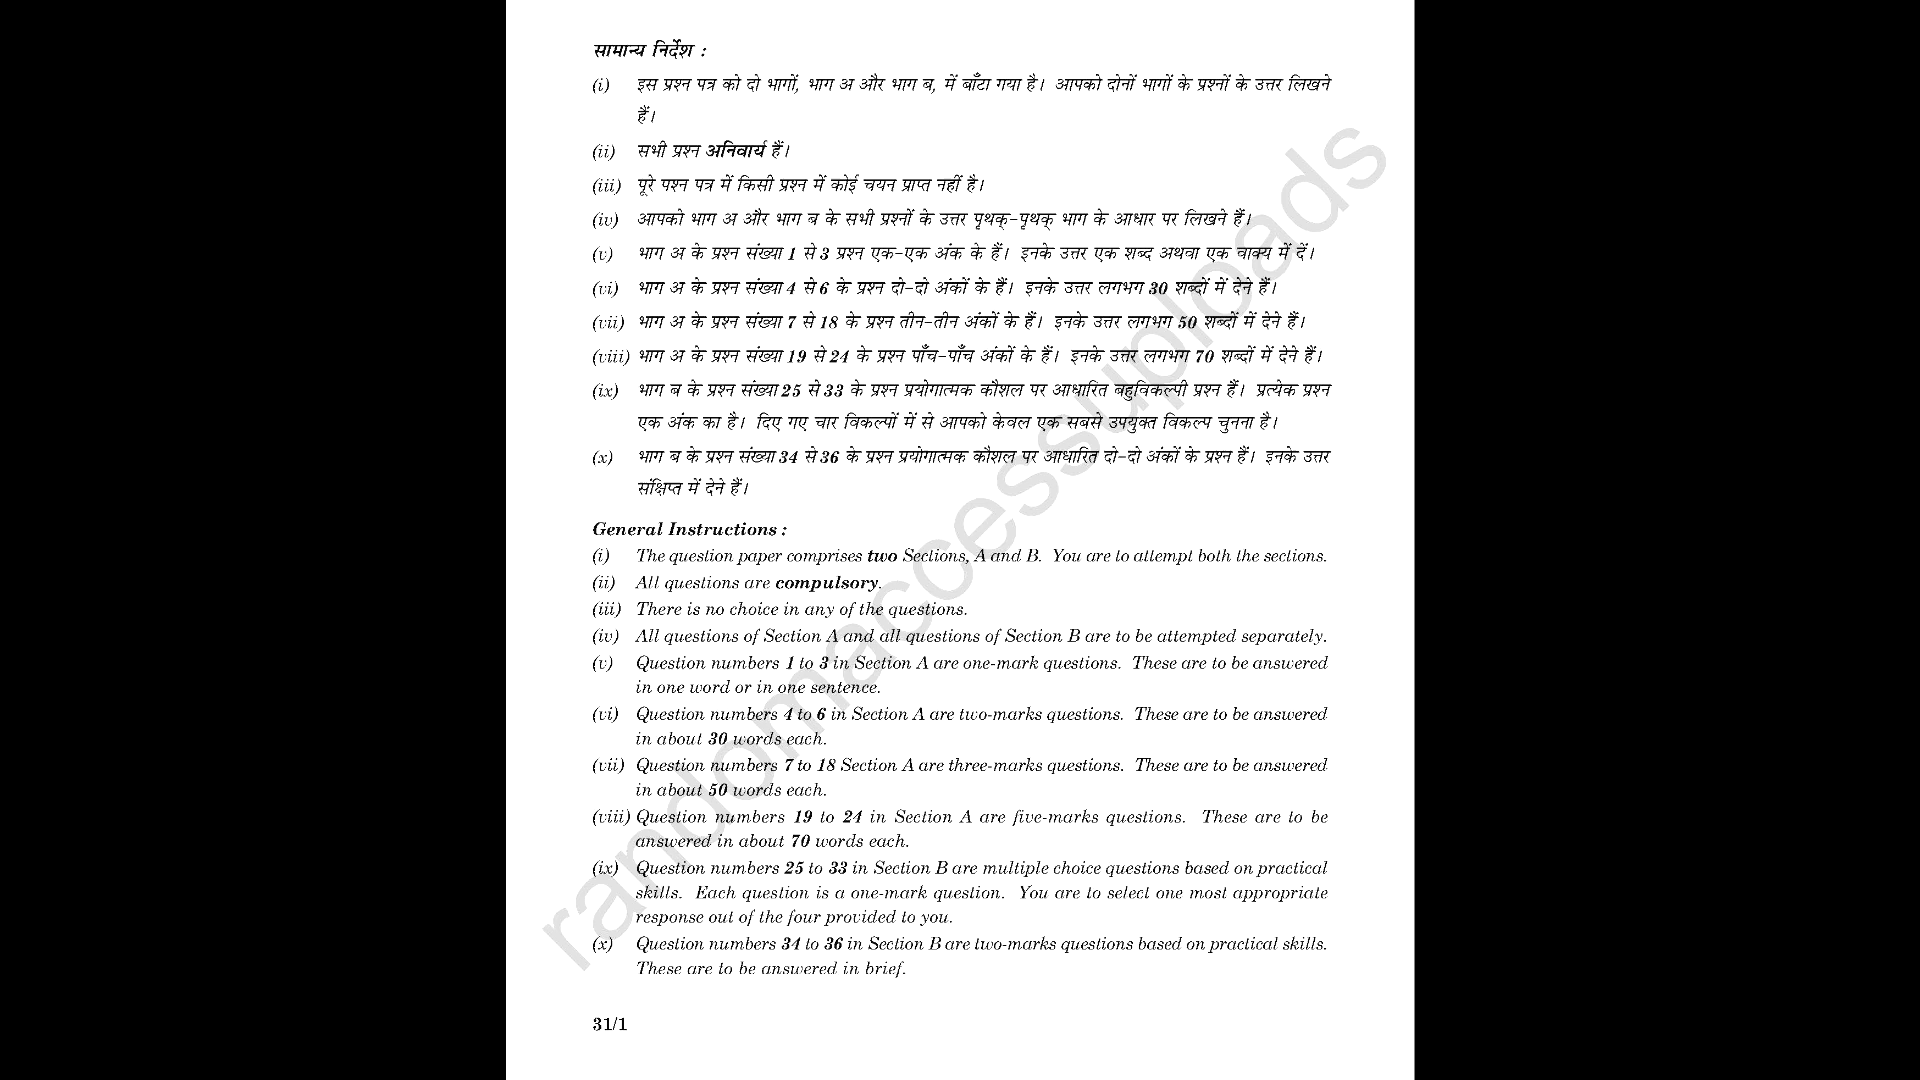 सामान्य निर्देश :
(i) इस प्रश्न पत्र को दो भागों, भाग अ और भाग ब, में बाँटा गया है। आपको दोनों भागों के प्रश्नों के उत्तर लिखने
हैं।
(ii) सभी प्रश्न अनिवार्य हैं।
(iii) पूरे पश्न पत्र में किसी प्रश्न में कोई चयन प्राप्त नहीं है।
(iv) आपको भाग अ और भाग ब के सभी प्रश्नों के उत्तर पृथक्-पृथक् भाग के आधार पर लिखने हैं।
(v) भाग अ के प्रश्न संख्या 1 से 3 प्रश्न एक-एक अंक के हैं। इनके उत्तर एक शब्द अथवा एक वाक्य में दें।
(vi) भाग अ के प्रश्न संख्या 4 से 6 के प्रश्न दो-दो अंकों के हैं। इनके उत्तर लगभग 30 शब्दों में देने हैं।
(vii) भाग अ के प्रश्न संख्या 7 से 18 के प्रश्न तीन-तीन अंकों के हैं। इनके उत्तर लगभग 50 शब्दों में देने हैं।
(viii) भाग अ के प्रश्न संख्या 19 से 24 के प्रश्न पाँच-पाँच अंकों के हैं। इनके उत्तर लगभग 70 शब्दों में देने हैं।
(ix) भाग ब के प्रश्न संख्या 25 से 33 के प्रश्न प्रयोगात्मक कौशल पर आधारित बहुविकल्पी प्रश्न हैं। प्रत्येक प्रश्न
एक अंक का है। दिए गए चार विकल्पों में से आपको केवल एक सबसे उपयुक्त विकल्प चुनना है।
(x) भाग ब के प्रश्न संख्या 34 से 36 के प्रश्न प्रयोगात्मक कौशल पर आधारित दो-दो अंकों के प्रश्न हैं। इनके उत्तर
संक्षिप्त में देने हैं।
General Instructions :
(i) The question paper comprises two Sections, A and B. You are to attempt both the sections.
(ii) All questions are compulsory.
(iii) There is no choice in any of the questions.
(iv) All questions of Section A and all questions of Section B are to be attempted separately.
(v) Question numbers 1 to 3 in Section A are one-mark questions. These are to be answered
in one word or in one sentence.
(vi) Question numbers 4 to 6 in Section A are two-marks questions. These are to be answered
in about 30 words each.
(vii) Question numbers 7 to 18 Section A are three-marks questions. These are to be answered
in about 50 words each.
(viii) Question numbers 19 to 24 in Section A are five-marks questions. These are to be
answered in about 70 words each.
(ix) Question numbers 25 to 33 in Section B are multiple choice questions based on practical
skills. Each question is a one-mark question. You are to select one most appropriate
response out of the four provided to you.
(x) Question numbers 34 to 36 in Section B are two-marks questions based on practical skills.
These are to be answered in brief.
31/1
randomaccessuploads